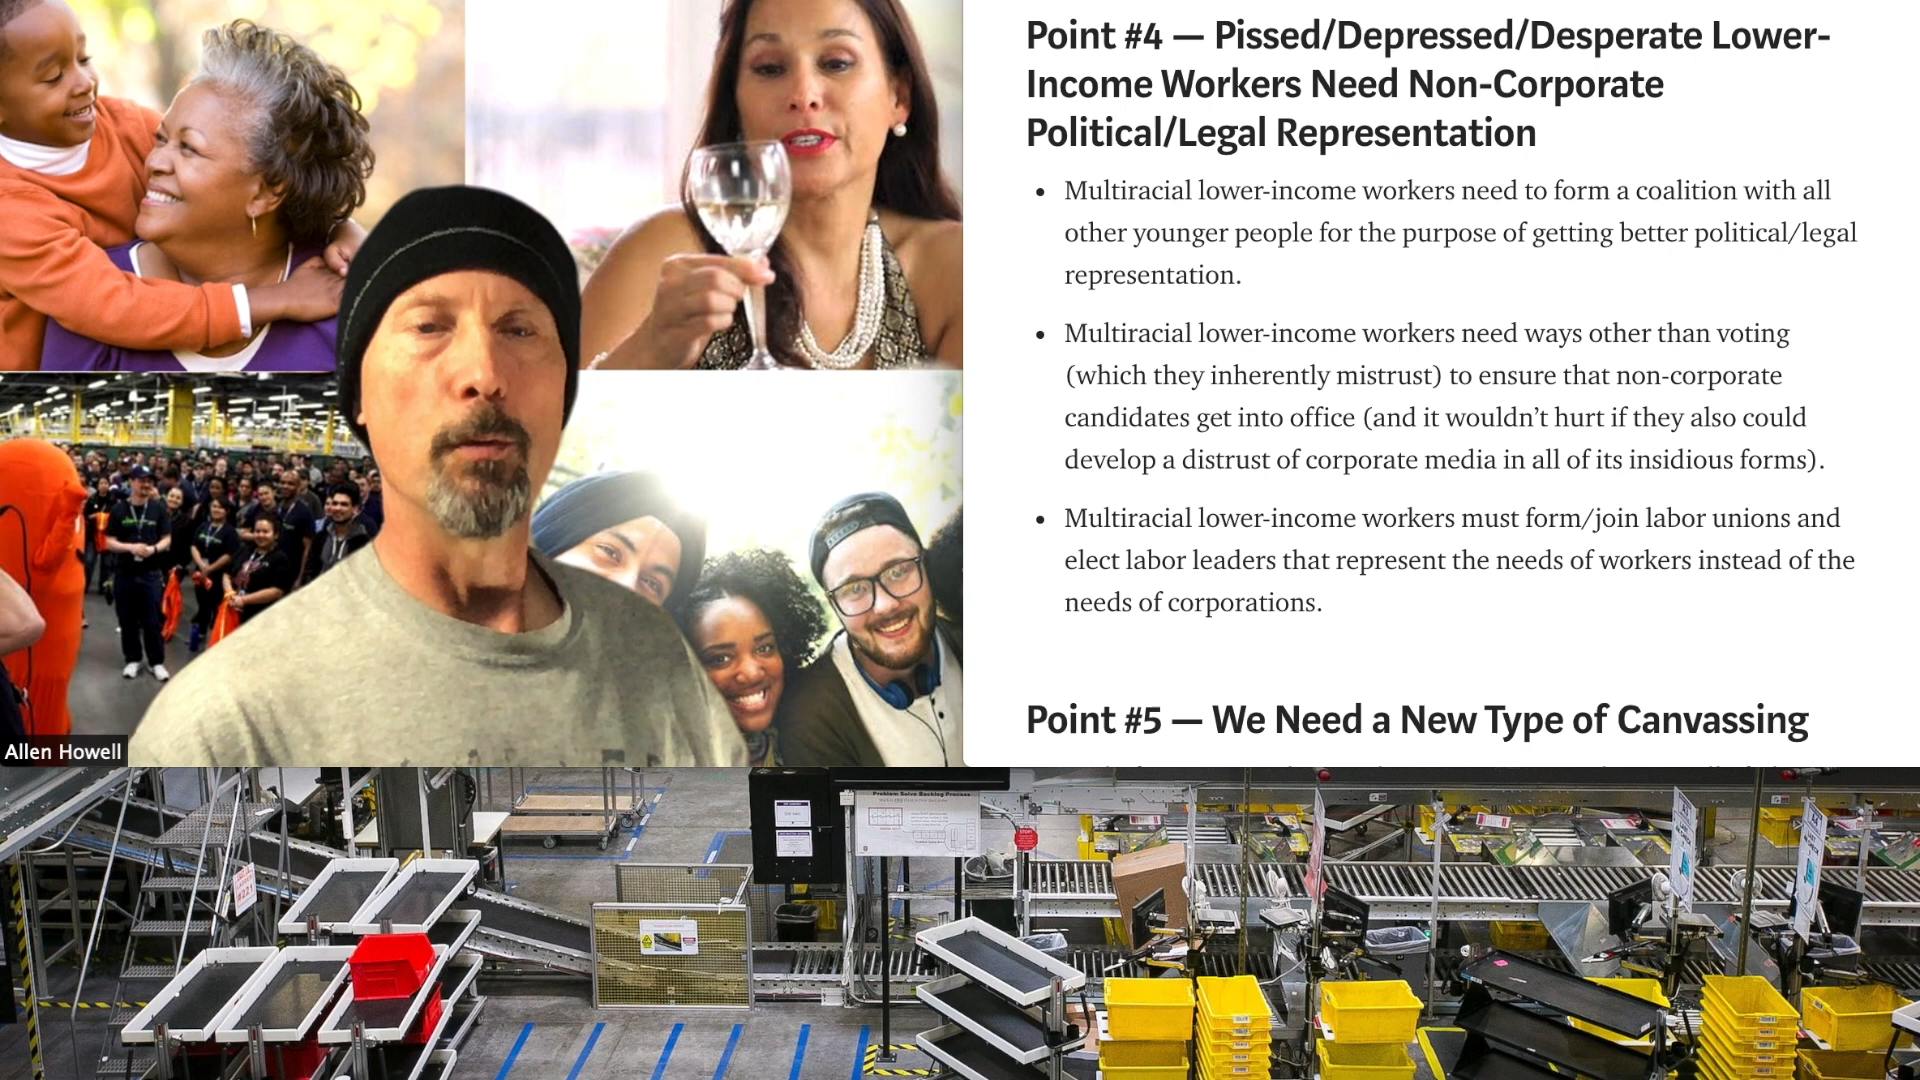 Point #4 — Pissed/Depressed/Desperate Lower-
Income Workers Need Non-Corporate
Political/Legal Representation
• Multiracial lower-income workers need to form a coalition with all
other younger people for the purpose of getting better political/legal
representation.
• Multiracial lower-income workers need ways other than voting
(which they inherently mistrust) to ensure that non-corporate
candidates get into office (and it wouldn’t hurt if they also could
develop a distrust of corporate media in all of its insidious forms).
• Multiracial lower-income workers must form/join labor unions and
elect labor leaders that represent the needs of workers instead of the
needs of corporations.
Point #5 — We Need a New Type of Canvassing
Allen Howell
Problem Solve Backlog Process
STOP